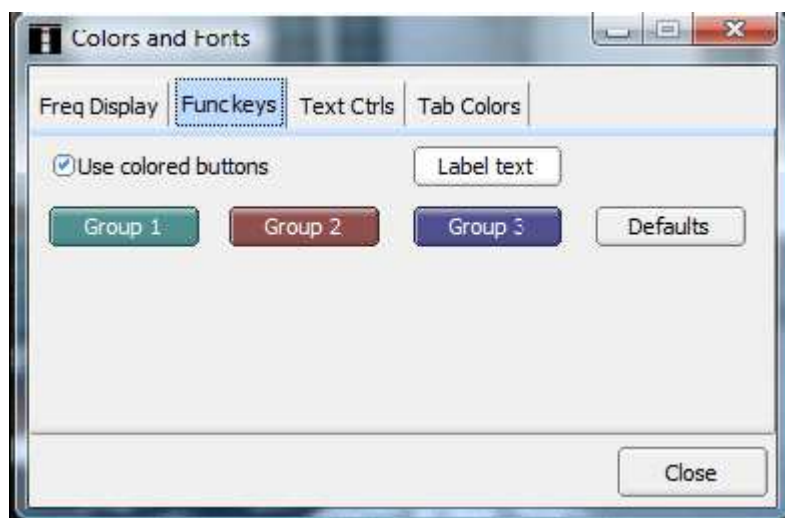 Colors and Fonts
Freq Display Func keys Text Ctrls Tab Colors
Use colored buttons Label text
Group 1 Group 2 Group 3 Defaults
Close